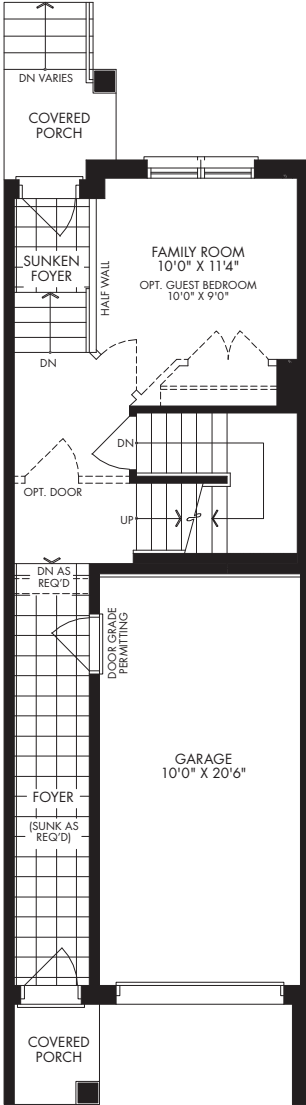 DN VARIES
COVERED
PORCH
SUNKEN
FOYER
HALF WALL
FAMILY ROOM
10'0" X 11'4"
OPT. GUEST BEDROOM
10'0" X 9'0"
DN
DN
OPT. DOOR
UP
DN AS
REQ'D
DOOR GRADE
PERMITTING
GARAGE
10'0" X 20'6"
FOYER
(SUNK AS
REQ'D)
COVERED
PORCH